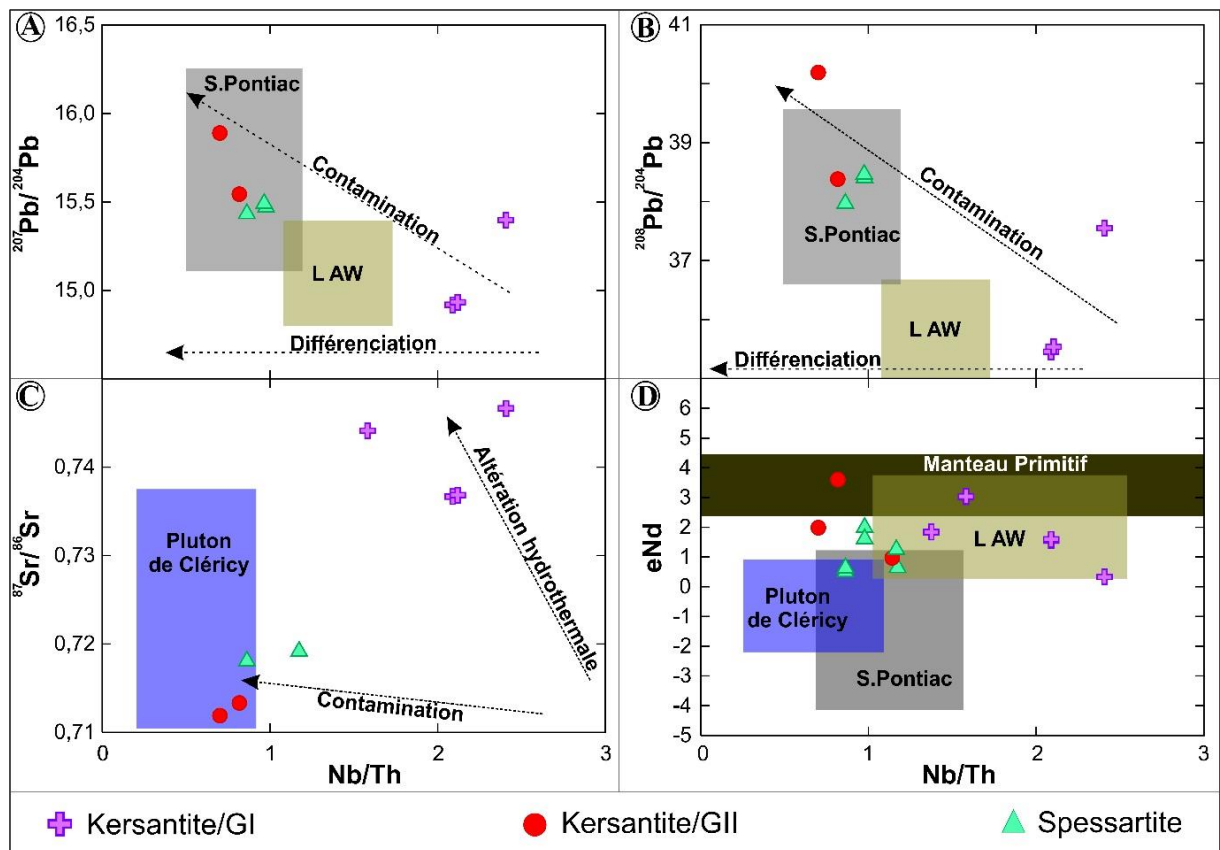 A
16,5
16,0
15,5
15,0
207Pb/204Pb
S.Pontiac
Contamination
L AW
Différenciation
B
41
39
37
208Pb/204Pb
Contamination
S.Pontiac
L AW
Différenciation
C
0,74
0,73
0,72
0,71
87Sr/86Sr
Pluton
de Cléricy
Altération hydrothermale
Contamination
0 1 2 3
Nb/Th
D
6
5
4
3
2
1
0
-1
-2
-3
-4
-5
eNd
Manteau Primitif
L AW
Pluton
de Cléricy
S.Pontiac
0 1 2 3
Nb/Th
Kersantite/GI Kersantite/GII Spessartite